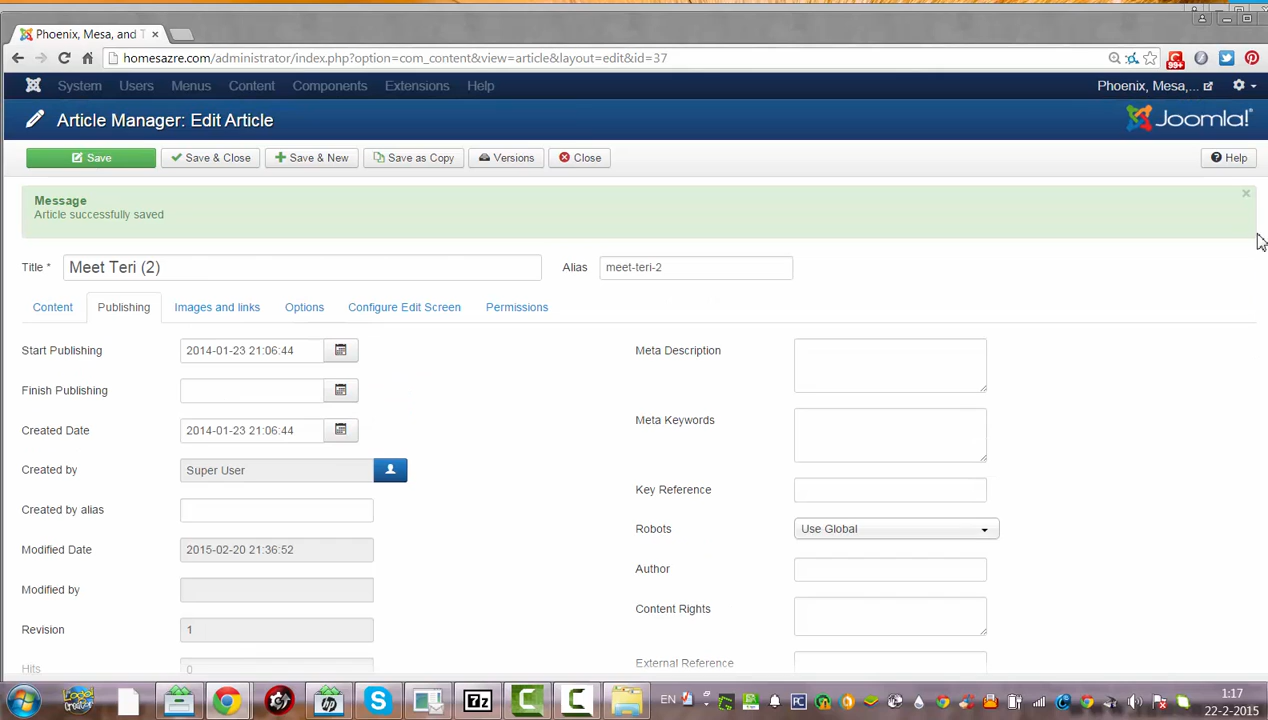 Phoenix, Mesa, and T
homesazre.com/administrator/index.php?option=com_content&view=article&layout=edit&id=37
99+
System Users Menus Content Components Extensions Help Phoenix, Mesa,...
Article Manager: Edit Article Joomla!
Save Save & Close Save & New Save as Copy Versions Close Help
Message
Article successfully saved
Title * Meet Teri (2) Alias meet-teri-2
Content Publishing Images and links Options Configure Edit Screen Permissions
Start Publishing 2014-01-23 21:06:44 Meta Description
Finish Publishing
Meta Keywords
Created Date 2014-01-23 21:06:44
Created by Super User
Key Reference
Created by alias
Robots Use Global
Modified Date 2015-02-20 21:36:52
Author
Modified by
Content Rights
Revision 1
External Reference
Hits 0
EN 1:17
22-2-2015